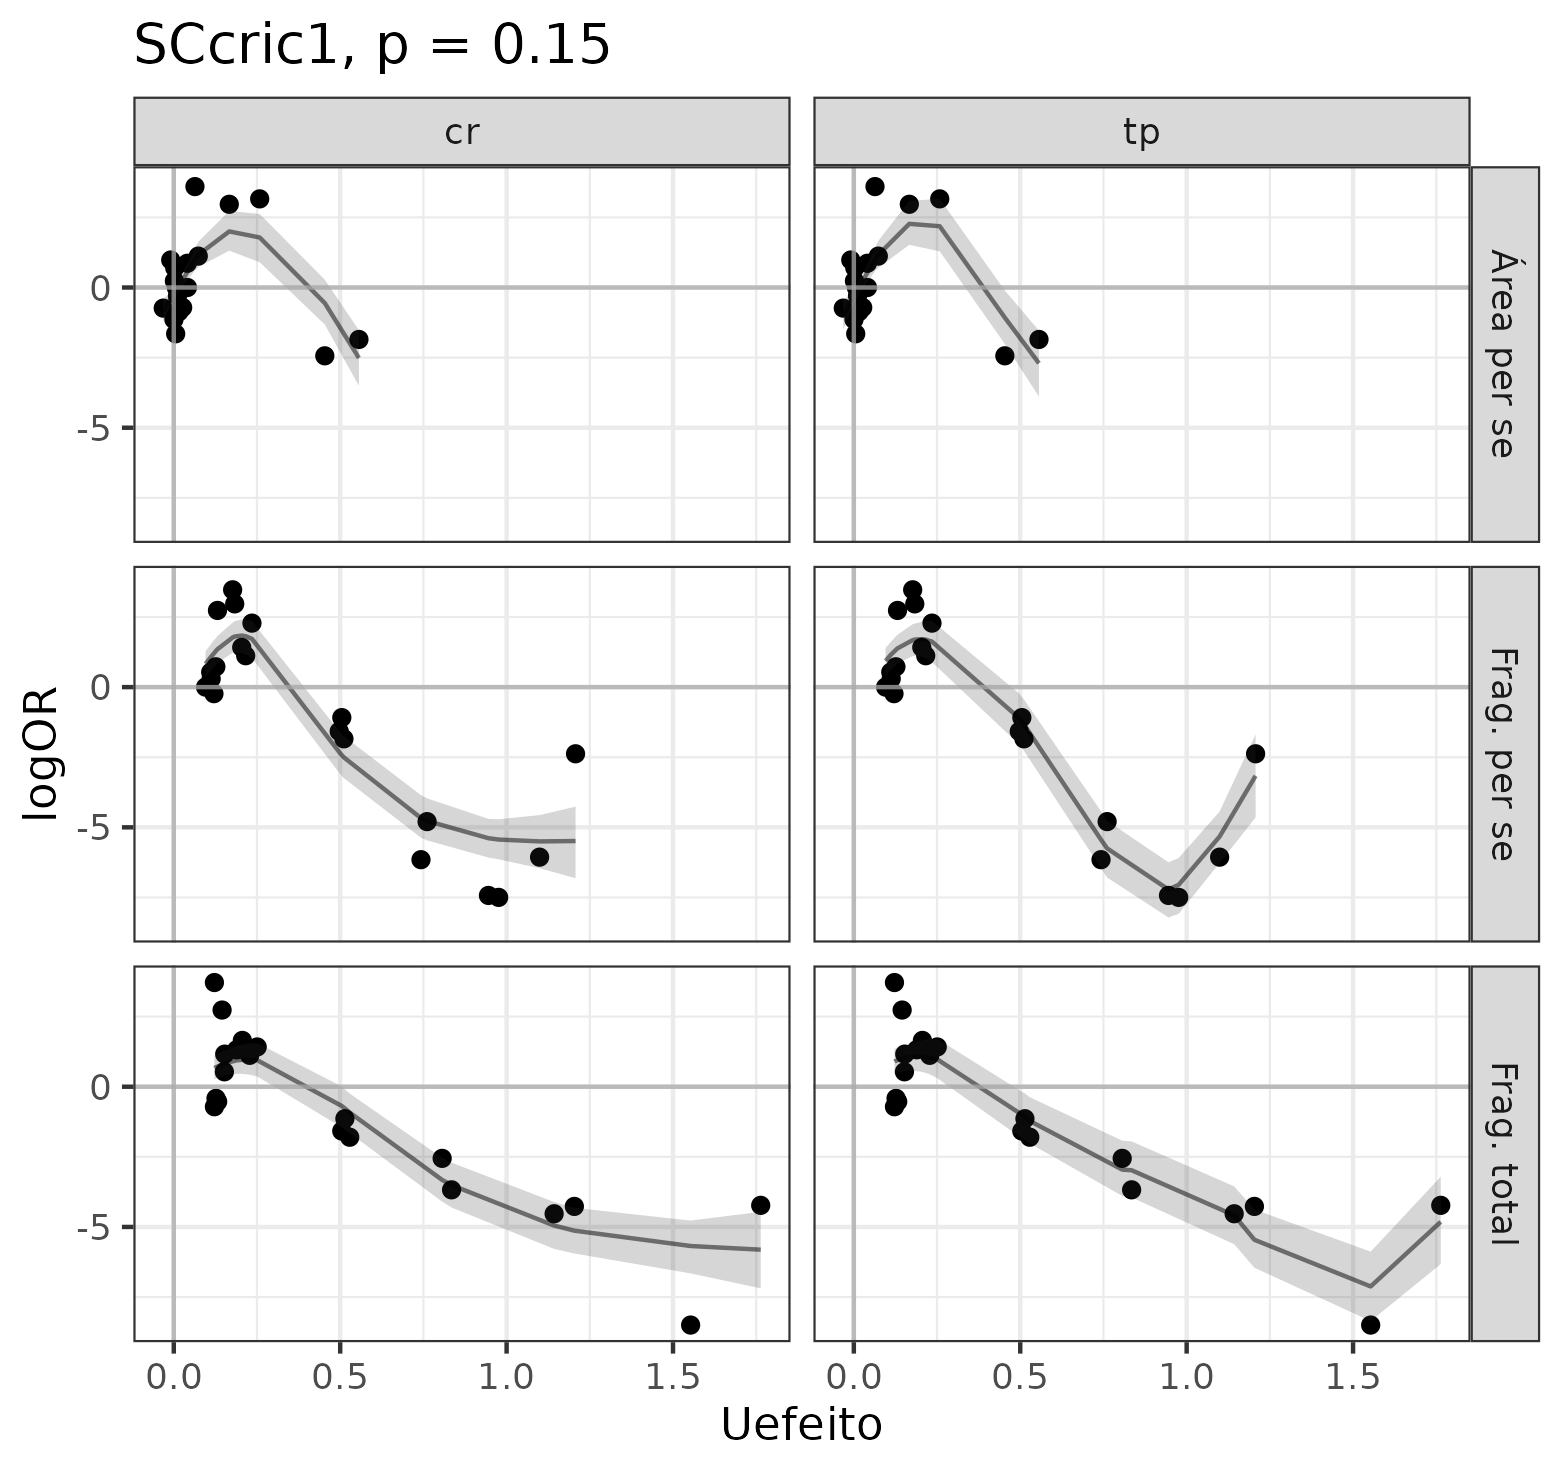 SCcric1, p = 0.15
cr
tp
0
-5
Área per se
logOR
0
-5
Frag. per se
0
-5
Frag. total
0.0 0.5 1.0 1.5
0.0 0.5 1.0 1.5
Uefeito